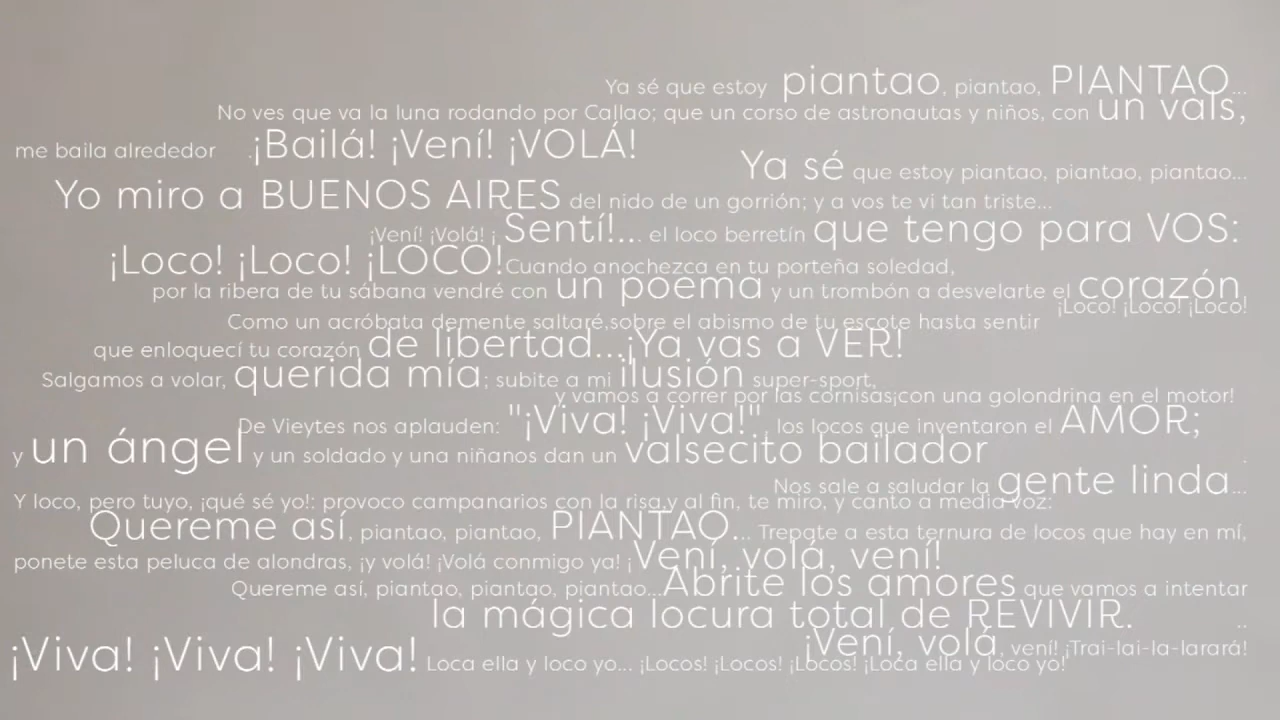 Ya sé que estoy piantao, piantao, PIANTAO...
No ves que va la luna rodando por Callao; que un corso de astronautas y niños, con un vals,
me baila alrededor .¡Bailá! ¡Vení! ¡VOLÁ!
Ya sé que estoy piantao, piantao, piantao...
Yo miro a BUENOS AIRES del nido de un gorrión; y a vos te vi tan triste...
¡Vení! ¡Volá! ¡ Sentí!... . el loco berretín que tengo para VOS:
¡Loco! ¡Loco! ¡LOCO! Cuando anochezca en tu porteña soledad,
por la ribera de tu sábana vendré con un poema y un trombón a desvelarte el corazón
¡Loco! ¡Loco! ¡Loco!
Como un acróbata demente saltaré,sobre el abismo de tu escote hasta sentir
que enloquecí tu corazón de libertad...¡Ya vas a VER!
Salgamos a volar, querida mía; subite a mi ilusión super-sport,
y vamos a correr por las cornisas¡con una golondrina en el motor!
De Vieytes nos aplauden: "¡Viva! ¡Viva!", los locos que inventaron el AMOR;
y un ángel y un soldado y una niñanos dan un valsecito bailador .
Nos sale a saludar la gente linda...
Y loco, pero tuyo, ¡qué sé yo!: provoco campanarios con la risa,y al fin, te miro, y canto a media voz:
Quereme así, piantao, piantao, PIANTAO... Trepate a esta ternura de locos que hay en mí,
ponete esta peluca de alondras, ¡y volá! ¡Volá conmigo ya! ¡Vení, volá, vení!
Quereme así, piantao, piantao, piantao...Abrite los amores que vamos a intentar
la mágica locura total de REVIVIR. ..
¡Vení, volá, vení! ¡Trai-lai-la-larará!
¡Viva! ¡Viva! ¡Viva! Loca ella y loco yo... ¡Locos! ¡Locos! ¡Locos! ¡Loca ella y loco yo!